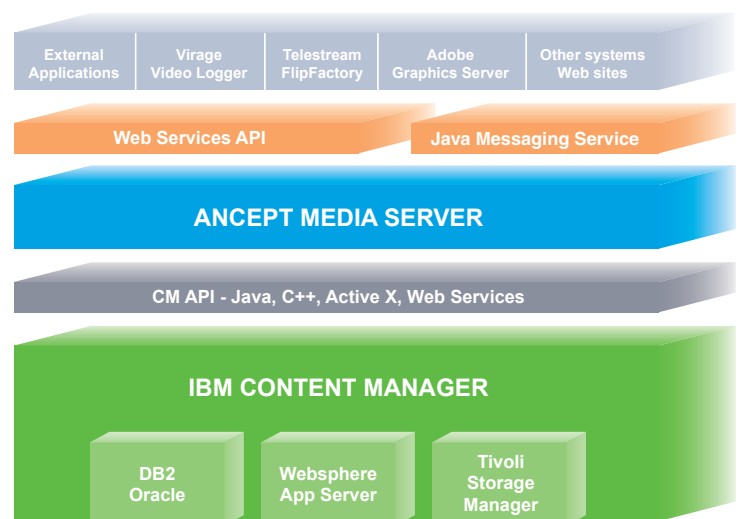 External
Applications
Virage
Video Logger
Telestream
FlipFactory
Adobe
Graphics Server
Other systems
Web sites
Web Services API
Java Messaging Service
ANCEPT MEDIA SERVER
CM API - Java, C++, Active X, Web Services
IBM CONTENT MANAGER
DB2
Oracle
Websphere
App Server
Tivoli
Storage
Manager